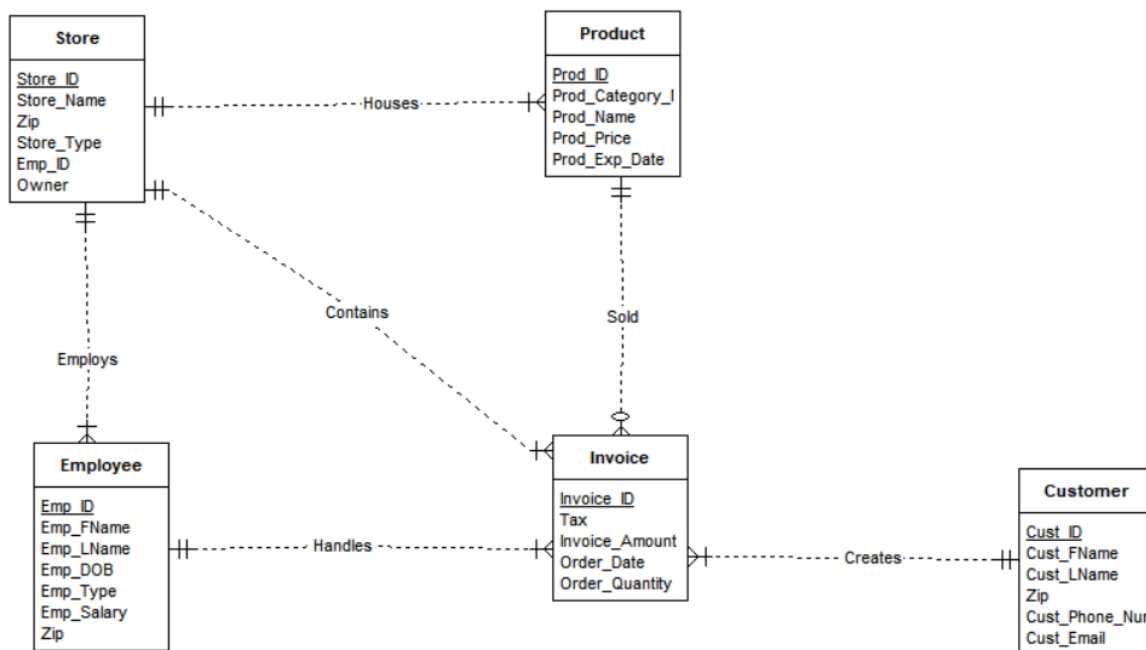 Store
Store_ID
Store_Name
Zip
Store_Type
Emp_ID
Owner
Product
Prod_ID
Prod_Category_I
Prod_Name
Prod_Price
Prod_Exp_Date
Houses
Contains
Sold
Employs
Employee
Emp_ID
Emp_FName
Emp_LName
Emp_DOB
Emp_Type
Emp_Salary
Zip
Handles
Invoice
Invoice_ID
Tax
Invoice_Amount
Order_Date
Order_Quantity
Creates
Customer
Cust_ID
Cust_FName
Cust_LName
Zip
Cust_Phone_Num
Cust_Email